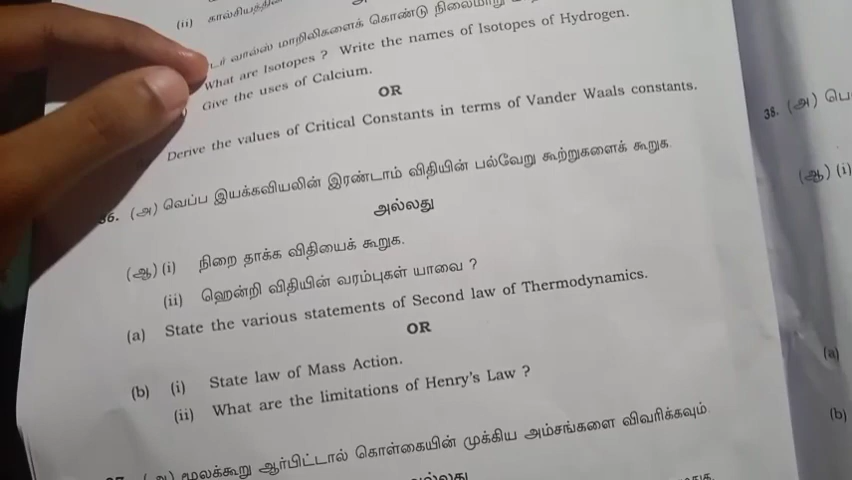 (ii) கால்சியத்தின்
வால்ஸ் மாறிலிகளைக் கொண்டு நிலைமாறு
What are Isotopes ? Write the names of Isotopes of Hydrogen.
Give the uses of Calcium.
OR
Derive the values of Critical Constants in terms of Vander Waals constants.
36. (அ) வெப்ப இயக்கவியலின் இரண்டாம் விதியின் பல்வேறு கூற்றுகளைக் கூறுக.
அல்லது
(ஆ) (i) நிறை தாக்க விதியைக் கூறுக.
(ii) ஹென்றி விதியின் வரம்புகள் யாவை ?
(a) State the various statements of Second law of Thermodynamics.
OR
(b) (i) State law of Mass Action.
(ii) What are the limitations of Henry's Law ?
(அ) மூலக்கூறு ஆர்பிட்டால் கொள்கையின் முக்கிய அம்சங்களை விவரிக்கவும்.
அல்லது
38. (அ)
(ஆ) (i)
(a)
(b)